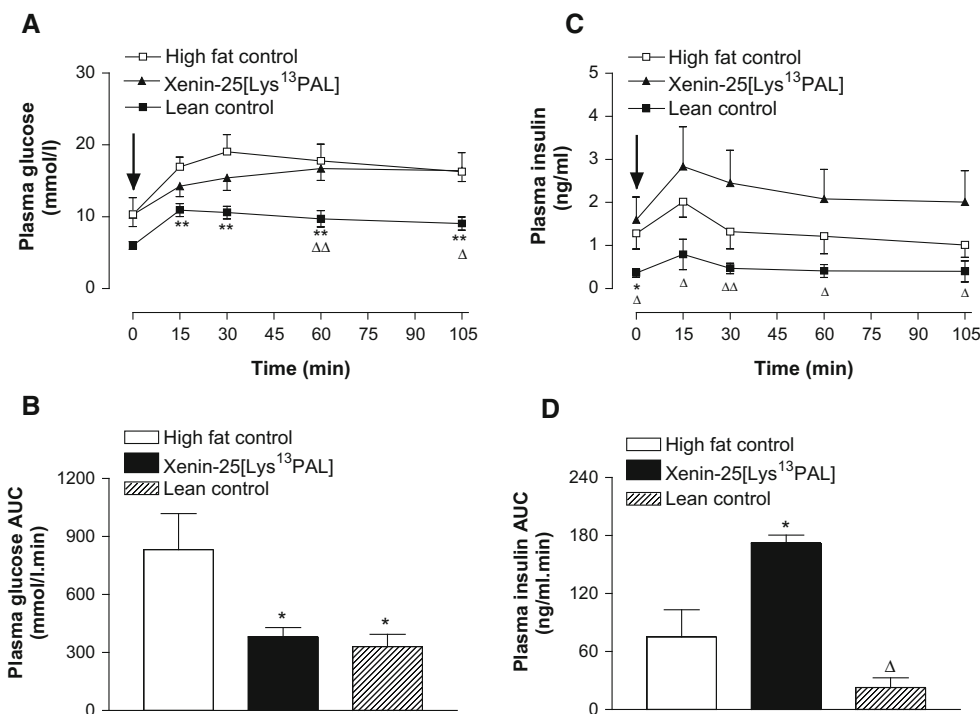 A
High fat control
Xenin-25[Lys¹³PAL]
Lean control
Plasma glucose
(mmol/l)
30
20
10
0
** ** ** **
ΔΔ Δ
0 15 30 45 60 75 90 105
Time (min)
C
High fat control
Xenin-25[Lys¹³PAL]
Lean control
Plasma insulin
(ng/ml)
5
4
3
2
1
0
*
Δ Δ ΔΔ Δ Δ
0 15 30 45 60 75 90 105
Time (min)
B
High fat control
Xenin-25[Lys¹³PAL]
Lean control
Plasma glucose AUC
(mmol/l.min)
1200
900
600
300
0
* *
D
High fat control
Xenin-25[Lys¹³PAL]
Lean control
Plasma insulin AUC
(ng/ml.min)
240
180
120
60
0
*
Δ